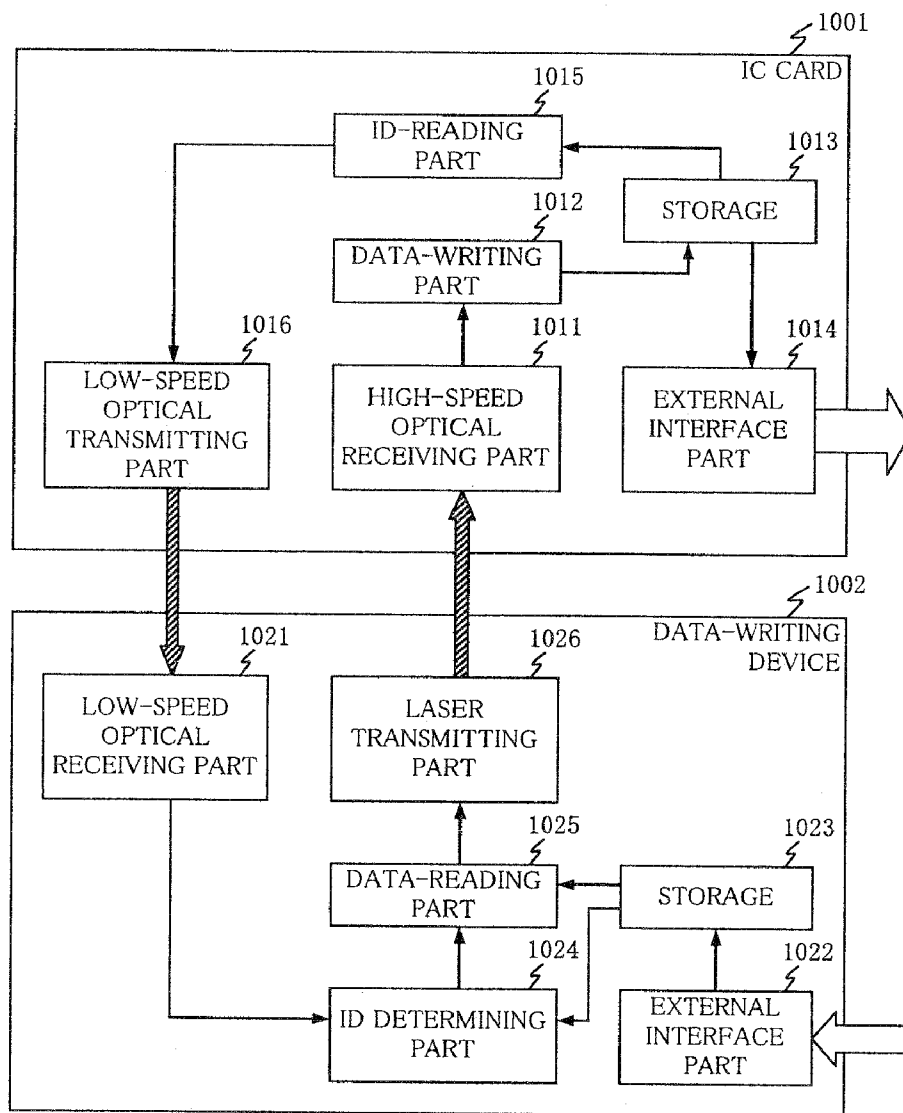 1001
IC CARD
1015
ID-READING
PART
1013
STORAGE
1012
DATA-WRITING
PART
1016
LOW-SPEED
OPTICAL
TRANSMITTING
PART
1011
HIGH-SPEED
OPTICAL
RECEIVING PART
1014
EXTERNAL
INTERFACE
PART
1002
DATA-WRITING
DEVICE
1021
LOW-SPEED
OPTICAL
RECEIVING PART
1026
LASER
TRANSMITTING
PART
1025
DATA-READING
PART
1023
STORAGE
1024
ID DETERMINING
PART
1022
EXTERNAL
INTERFACE
PART